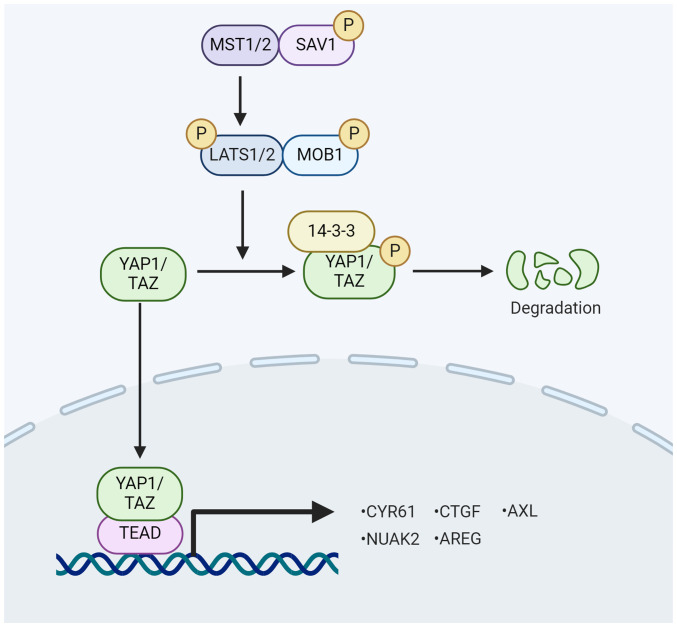 P
MST1/2 SAV1
P P
LATS1/2 MOB1
14-3-3
P
YAP1/
TAZ
YAP1/
TAZ
Degradation
YAP1/
TAZ
TEAD
•CYR61 •CTGF •AXL
•NUAK2 •AREG